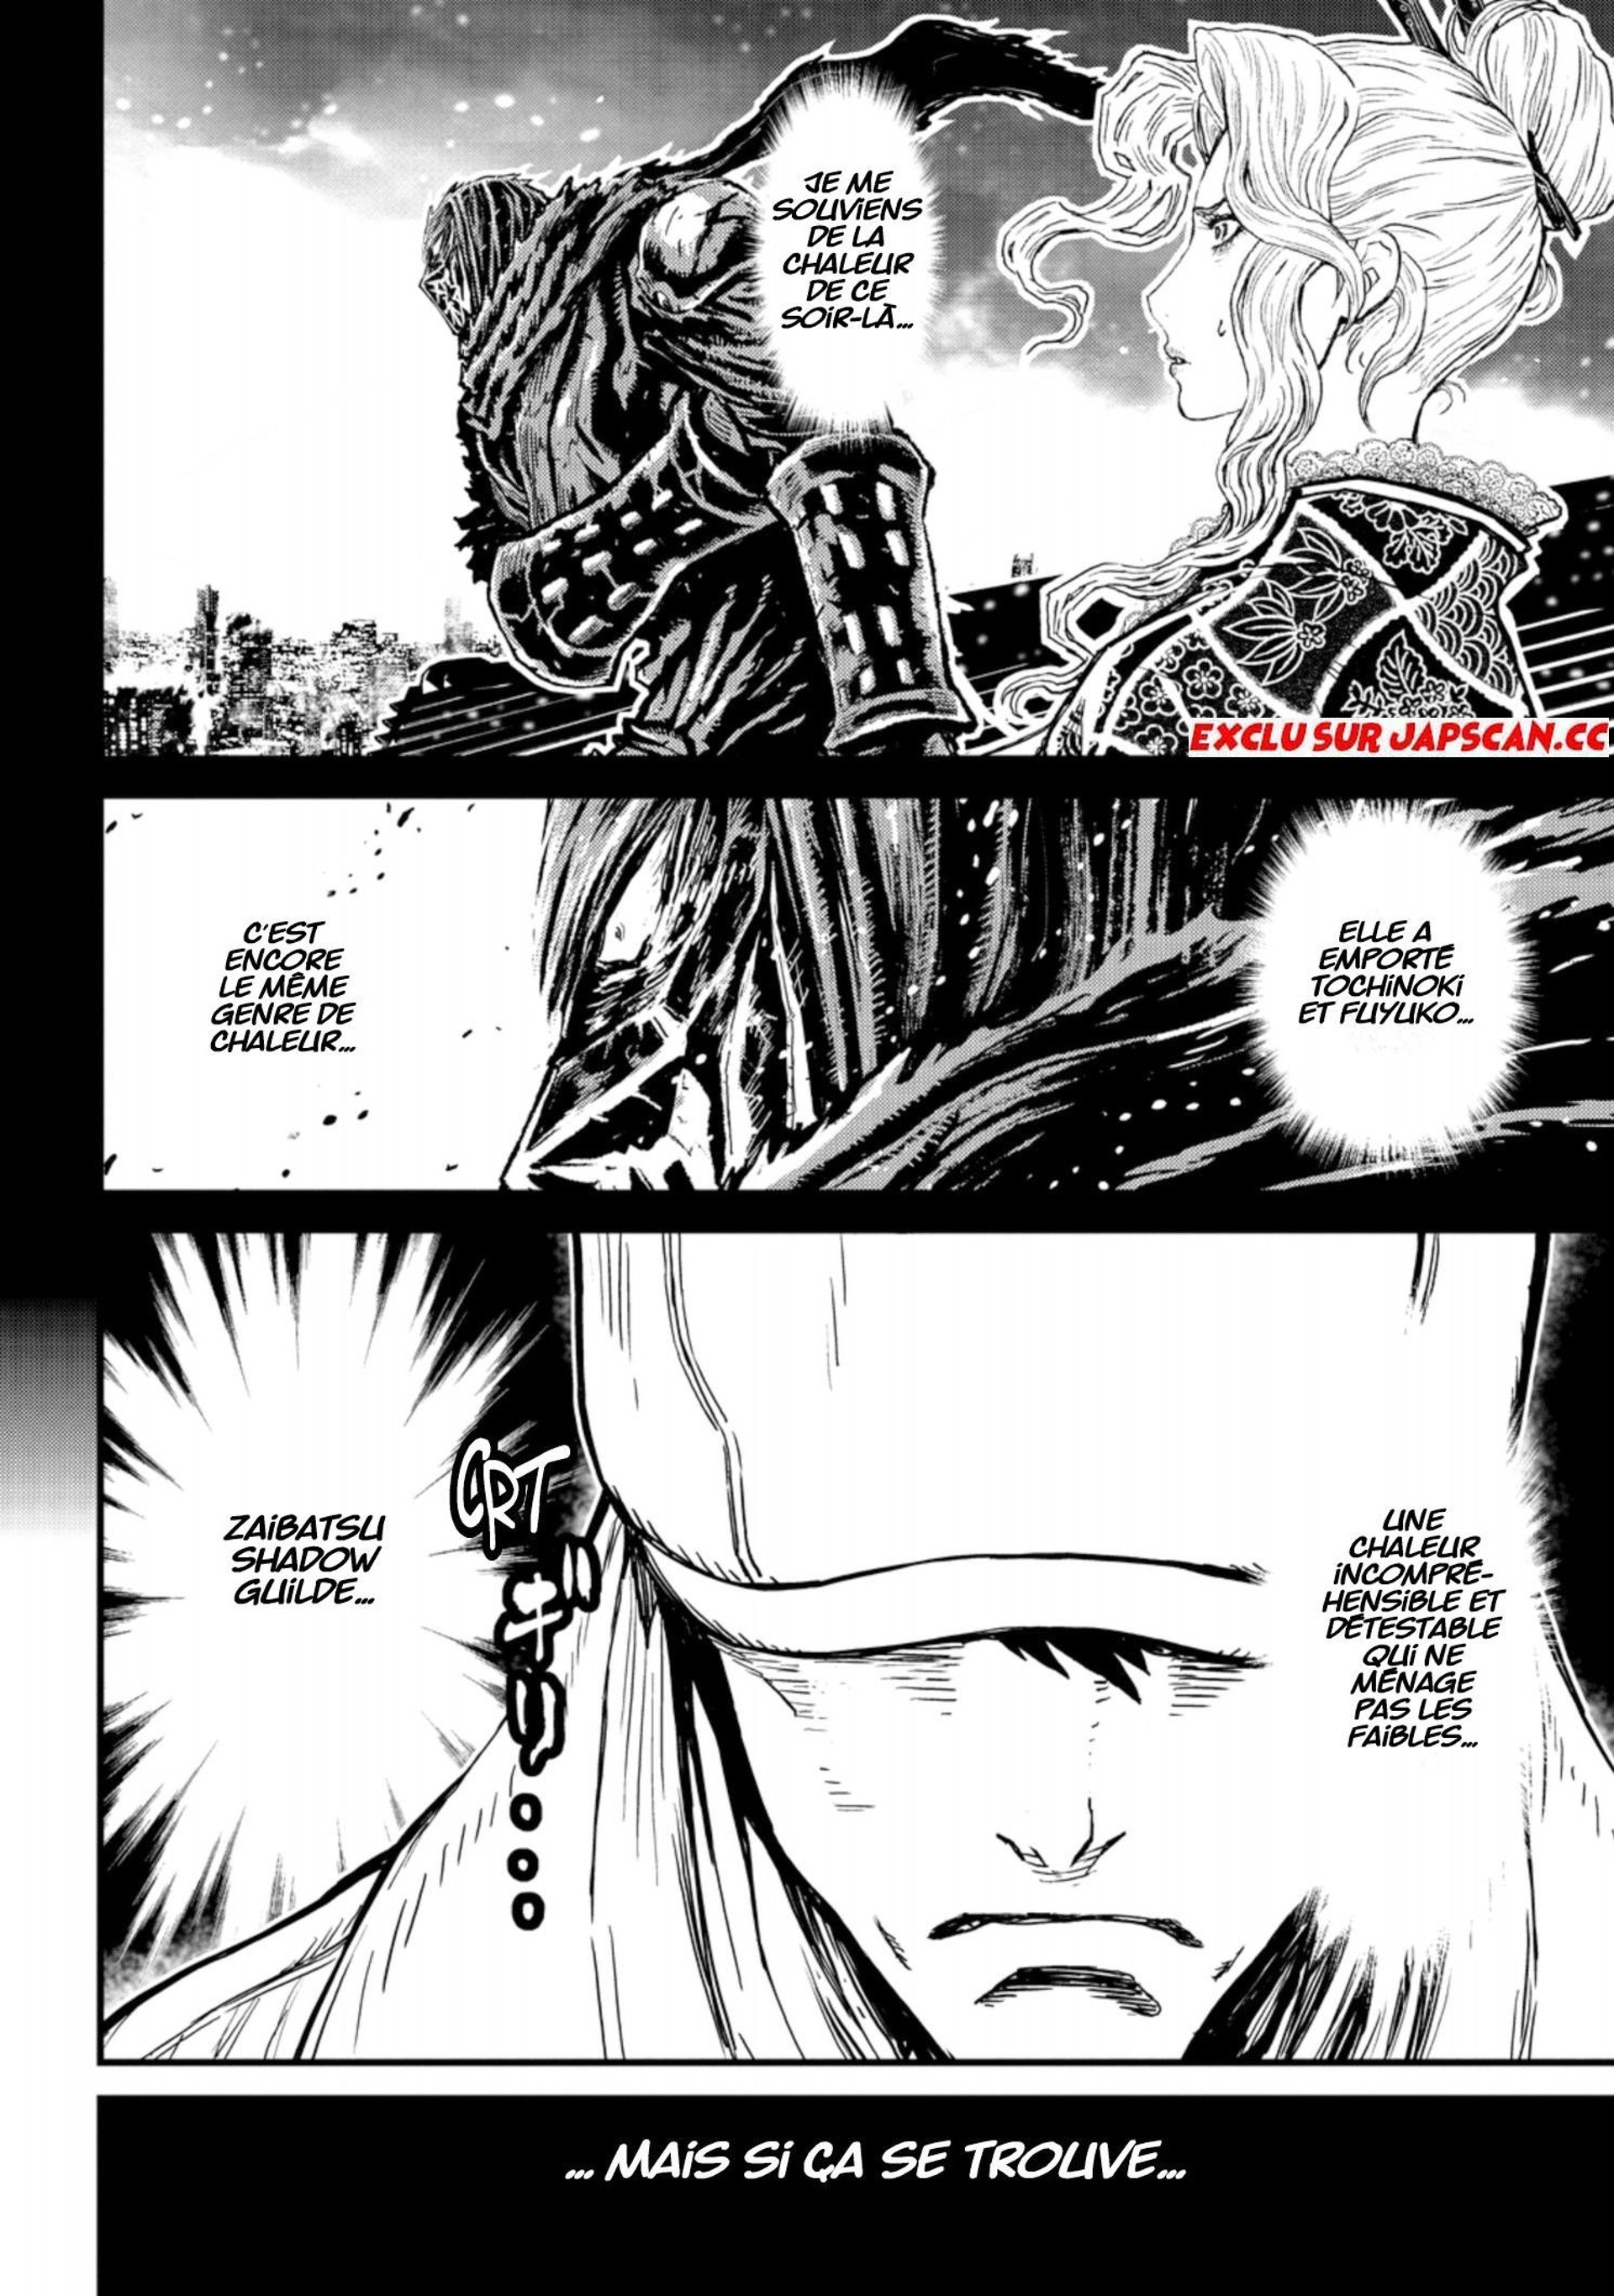 JE ME
SOUVIENS
DE LA
CHALEUR
DE CE
SOIR-LÀ...
EXCLU SUR JAPSCAN.CC
ELLE A
EMPORTÉ
TOCHINOKI
ET FUYUKO...
C'EST
ENCORE
LE MÊME
GENRE DE
CHALEUR...
UNE
CHALEUR
INCOMPRÉ-
HENSIBLE ET
DÉTESTABLE
QUI NE
MÉNAGE
PAS LES
FAIBLES...
CRT
ギリ...
ZAIBATSU
SHADOW
GUILDE...
... MAIS SI ÇA SE TROUVE...